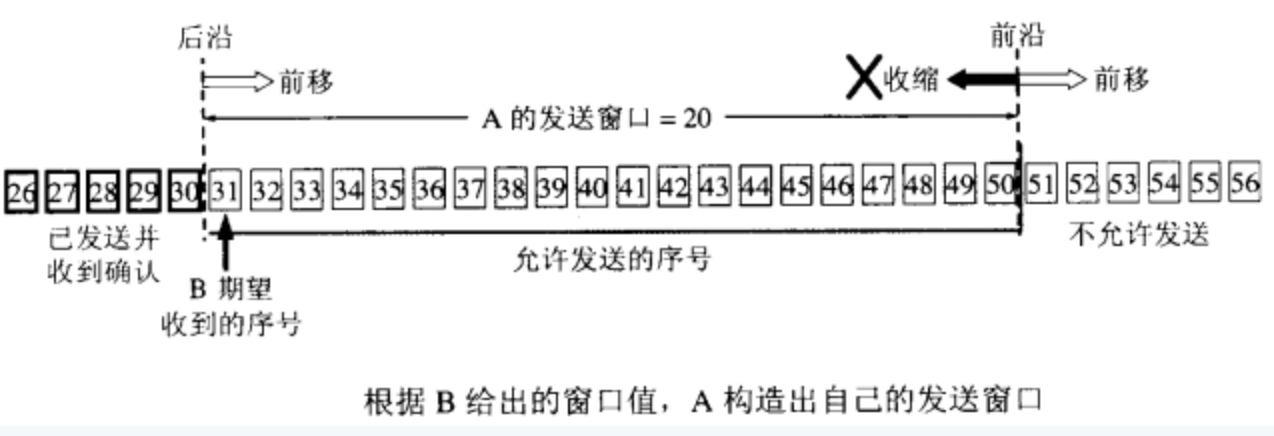 后沿
前沿
前移
收缩
前移
A 的发送窗口 = 20
26 27 28 29 30 31 32 33 34 35 36 37 38 39 40 41 42 43 44 45 46 47 48 49 50 51 52 53 54 55 56
已发送并
收到确认
B 期望
收到的序号
允许发送的序号
不允许发送
根据 B 给出的窗口值，A 构造出自己的发送窗口